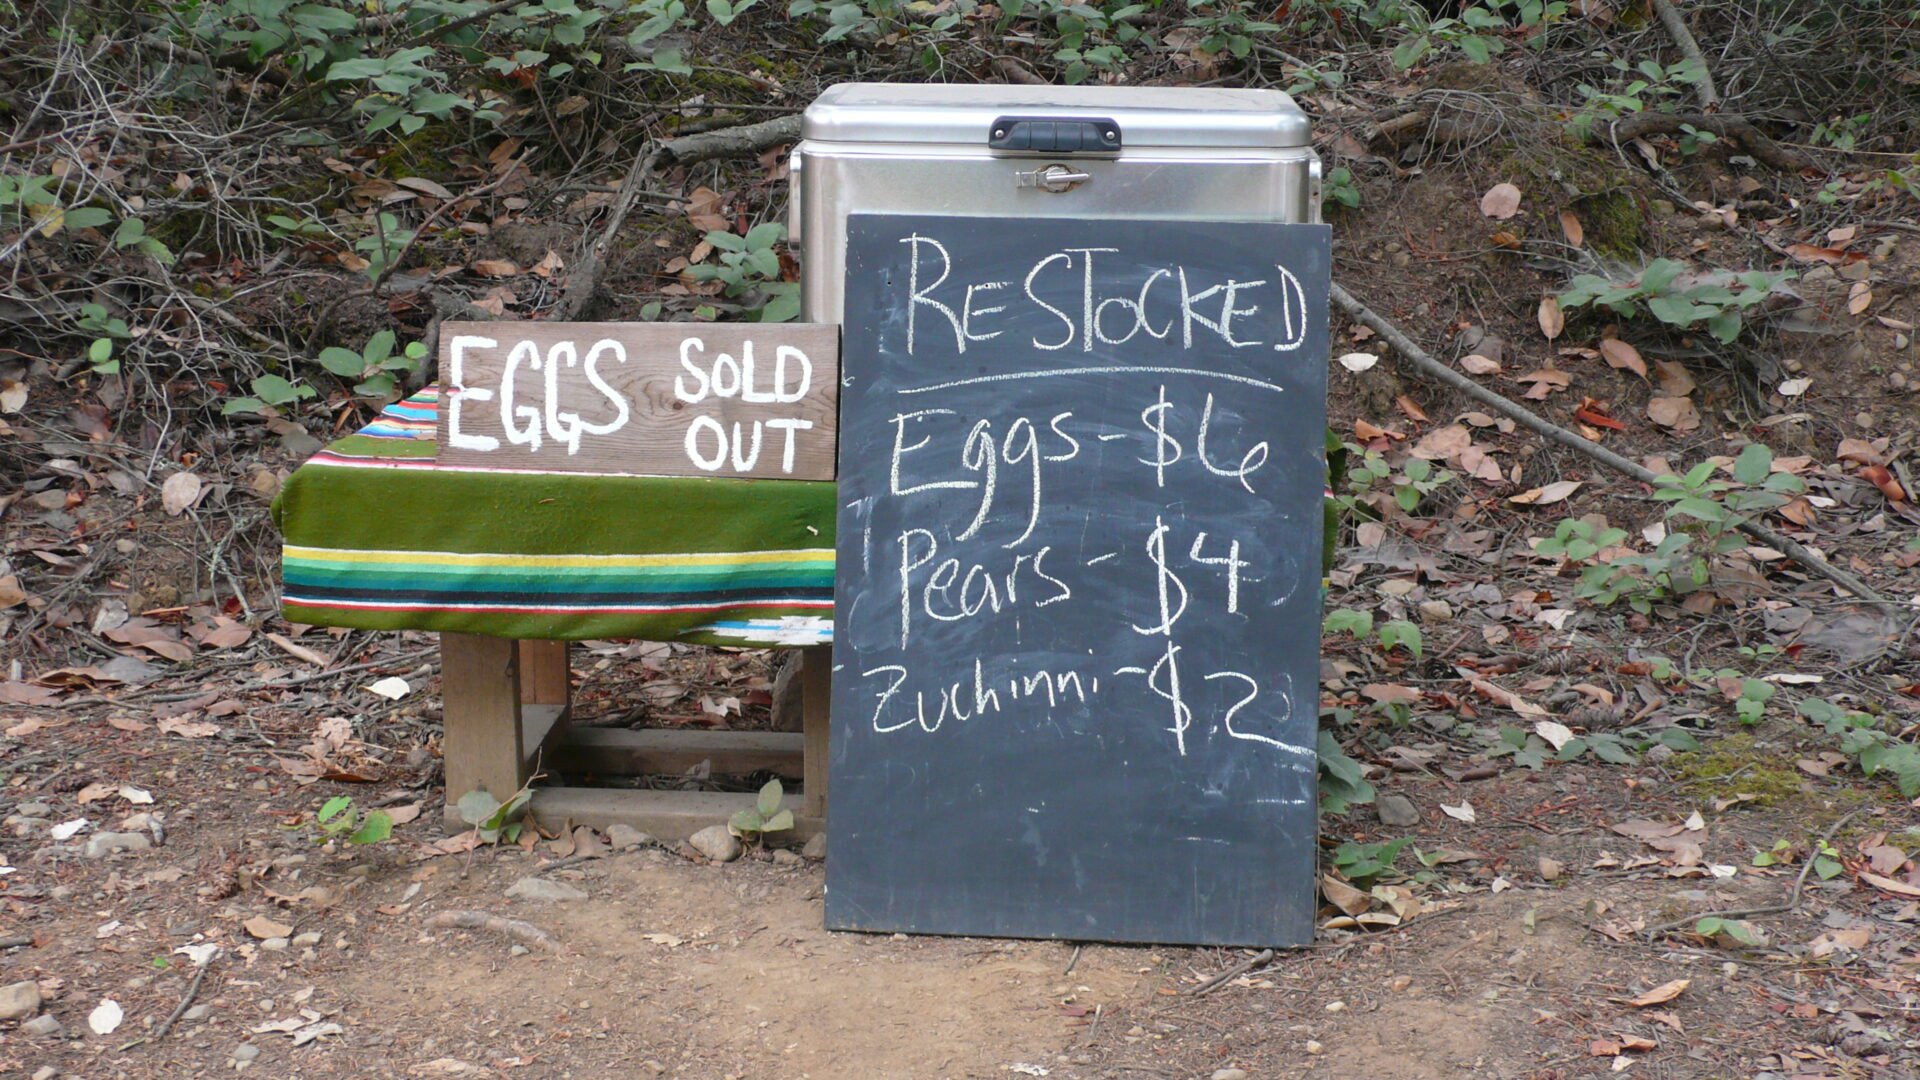 EGGS SOLD
OUT
RESTOCKED
Eggs - $6
Pears - $4
Zuchinni - $2